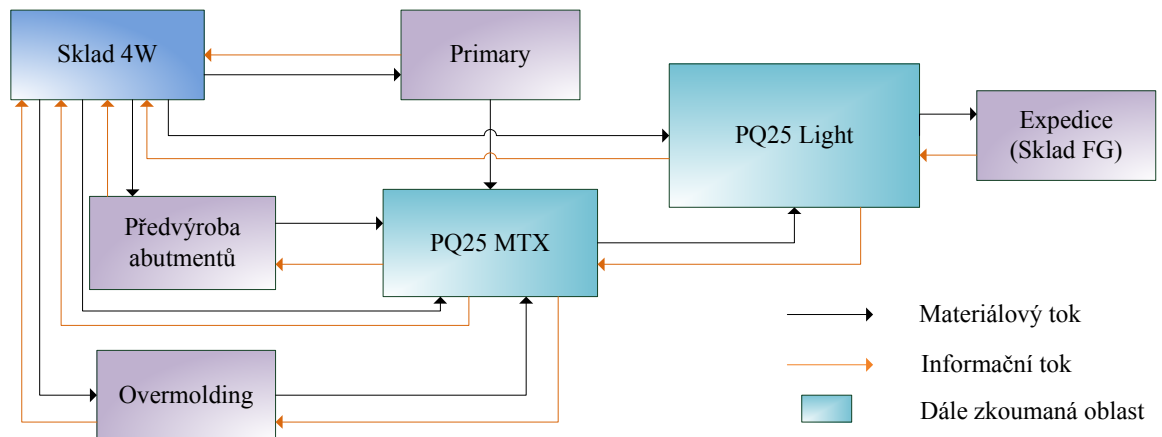 Sklad 4W
Primary
PQ25 Light
Expedice
(Sklad FG)
Předvýroba
abutmentů
PQ25 MTX
Overmolding
Materiálový tok
Informační tok
Dále zkoumaná oblast